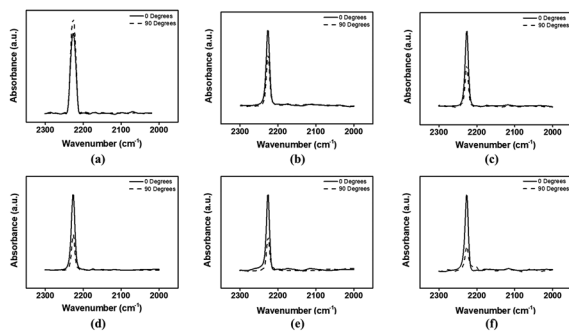 Absorbance (a.u.)
0 Degrees
90 Degrees
2300 2200 2100 2000
Wavenumber (cm⁻¹)
(a)
Absorbance (a.u.)
0 Degrees
90 Degrees
2300 2200 2100 2000
Wavenumber (cm⁻¹)
(b)
Absorbance (a.u.)
0 Degrees
90 Degrees
2300 2200 2100 2000
Wavenumber (cm⁻¹)
(c)
Absorbance (a.u.)
0 Degrees
90 Degrees
2300 2200 2100 2000
Wavenumber (cm⁻¹)
(d)
Absorbance (a.u.)
0 Degrees
90 Degrees
2300 2200 2100 2000
Wavenumber (cm⁻¹)
(e)
Absorbance (a.u.)
0 Degrees
90 Degrees
2300 2200 2100 2000
Wavenumber (cm⁻¹)
(f)